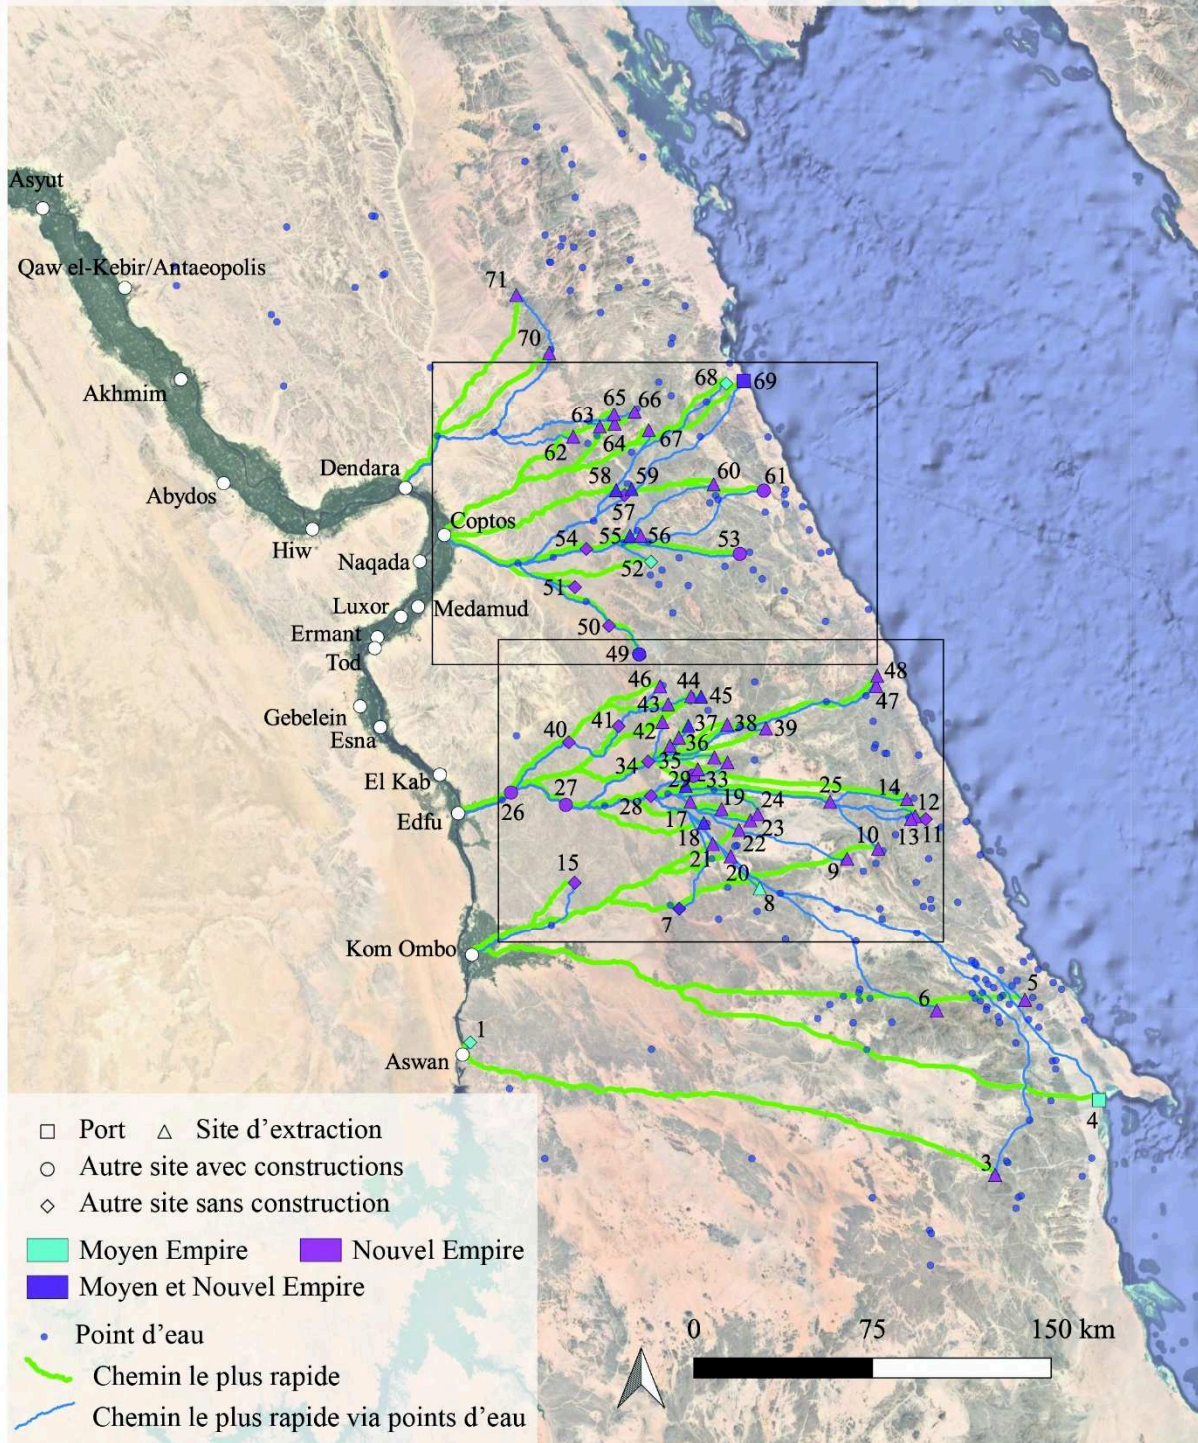 Asyut
Qaw el-Kebir/Antaeopolis
71
70
Akhmim
68
69
65
66
63
64
67
62
Dendara
58
59
60
61
Abydos
57
Coptos
Hiw
54
55
56
53
Naqada
52
51
Luxor
Medamud
Ermant
50
Tod
49
48
46
44
45
47
43
Gebelein
40
41
42
37
38
39
Esna
36
34
35
El Kab
29
33
25
14
26
27
28
19
24
12
Edfu
17
23
13
11
18
22
10
21
9
15
20
8
7
Kom Ombo
5
6
1
Aswan
4
3
Port
Site d'extraction
Autre site avec constructions
Autre site sans construction
Moyen Empire
Nouvel Empire
Moyen et Nouvel Empire
Point d'eau
Chemin le plus rapide
Chemin le plus rapide via points d'eau
0
75
150 km